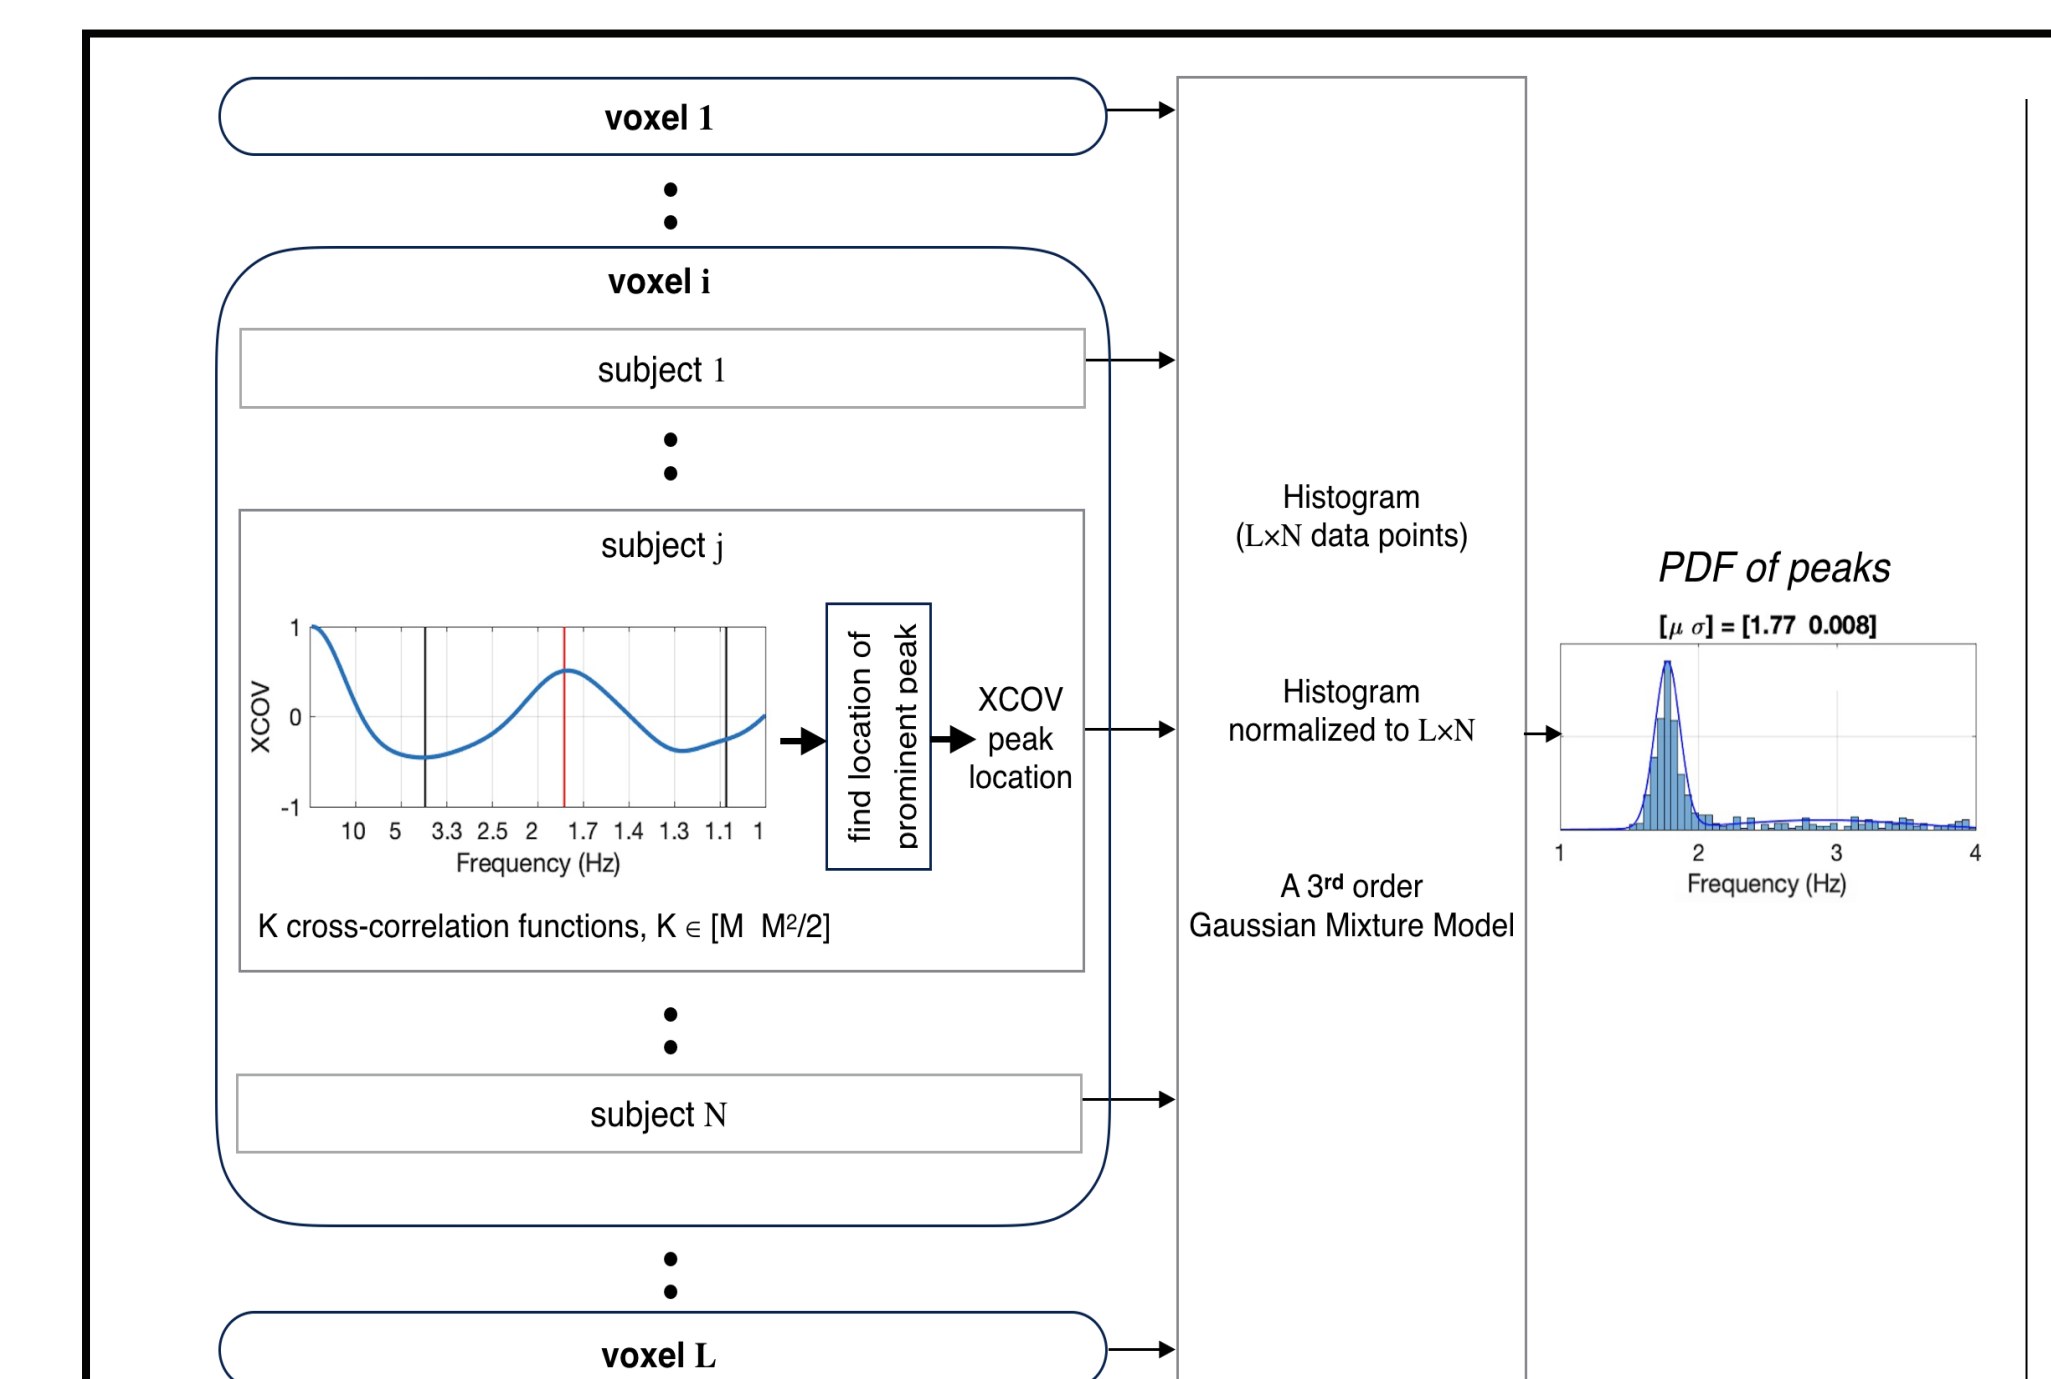 voxel 1
voxel i
subject 1
subject j
1
0
-1
XCOV
10 5 3.3 2.5 2 1.7 1.4 1.3 1.1 1
Frequency (Hz)
find location of
prominent peak
XCOV
peak
location
K cross-correlation functions, K ∈ [M M²/2]
subject N
voxel L
Histogram
(L×N data points)
Histogram
normalized to L×N
A 3rd order
Gaussian Mixture Model
PDF of peaks
[μ σ] = [1.77 0.008]
1 2 3 4
Frequency (Hz)